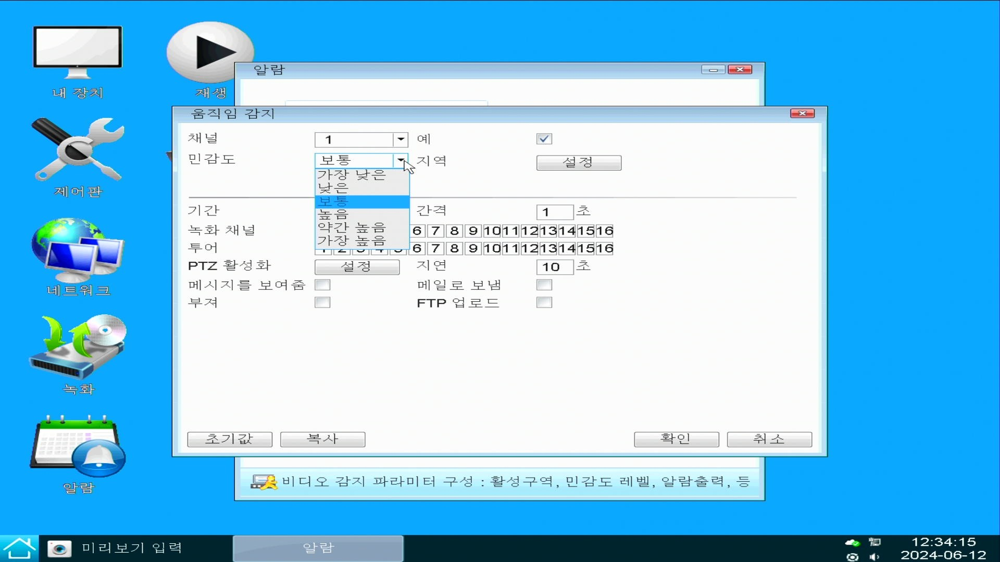 내 장치
재생
제어판
네트워크
녹화
알람
알람
움직임 감지
채널 1 예
민감도 보통 지역 설정
가장 낮은
낮은
보통
높음
약간 높음
가장 높음
기간 간격 1 초
녹화 채널 6 7 8 9 10 11 12 13 14 15 16
투어 1 2 3 4 5 6 7 8 9 10 11 12 13 14 15 16
PTZ 활성화 설정 지연 10 초
메시지를 보여줌 메일로 보냄
부져 FTP 업로드
초기값 복사 확인 취소
비디오 감지 파라미터 구성 : 활성구역, 민감도 레벨, 알람출력, 등
미리보기 입력 알람
12:34:15
2024-06-12